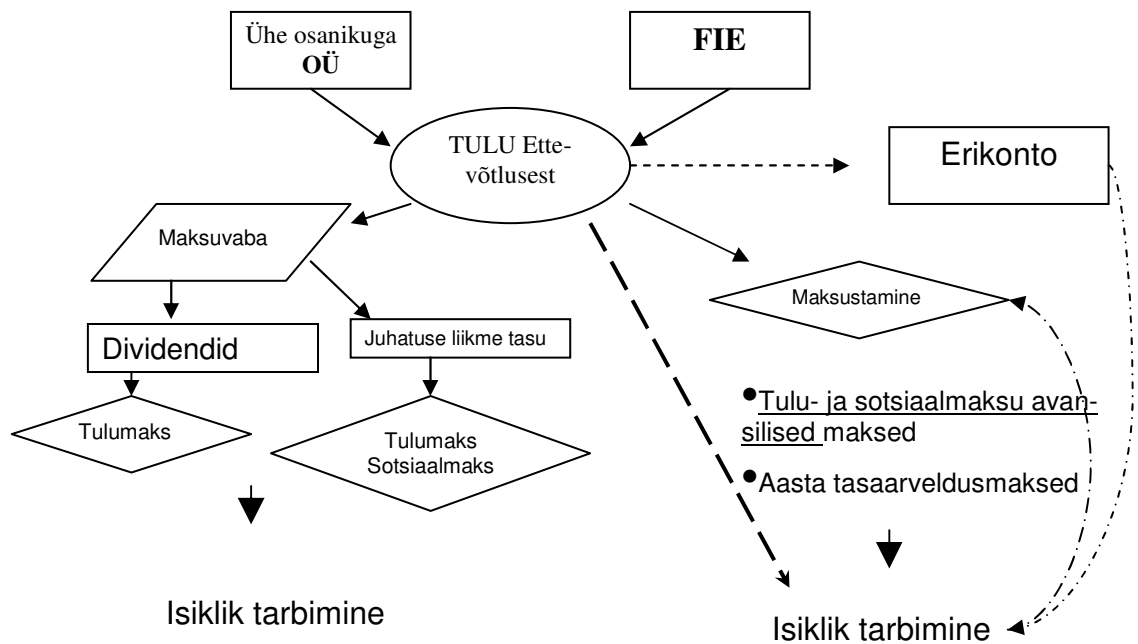 Ühe osanikuga
OÜ
FIE
TULU Ette-
võtlusest
Erikonto
Maksuvaba
Maksustamine
Dividendid
Juhatuse liikme tasu
Tulumaks
Tulumaks
Sotsiaalmaks
•Tulu- ja sotsiaalmaksu avan-
silised maksed
•Aasta tasaarveldusmaksed
Isiklik tarbimine
Isiklik tarbimine